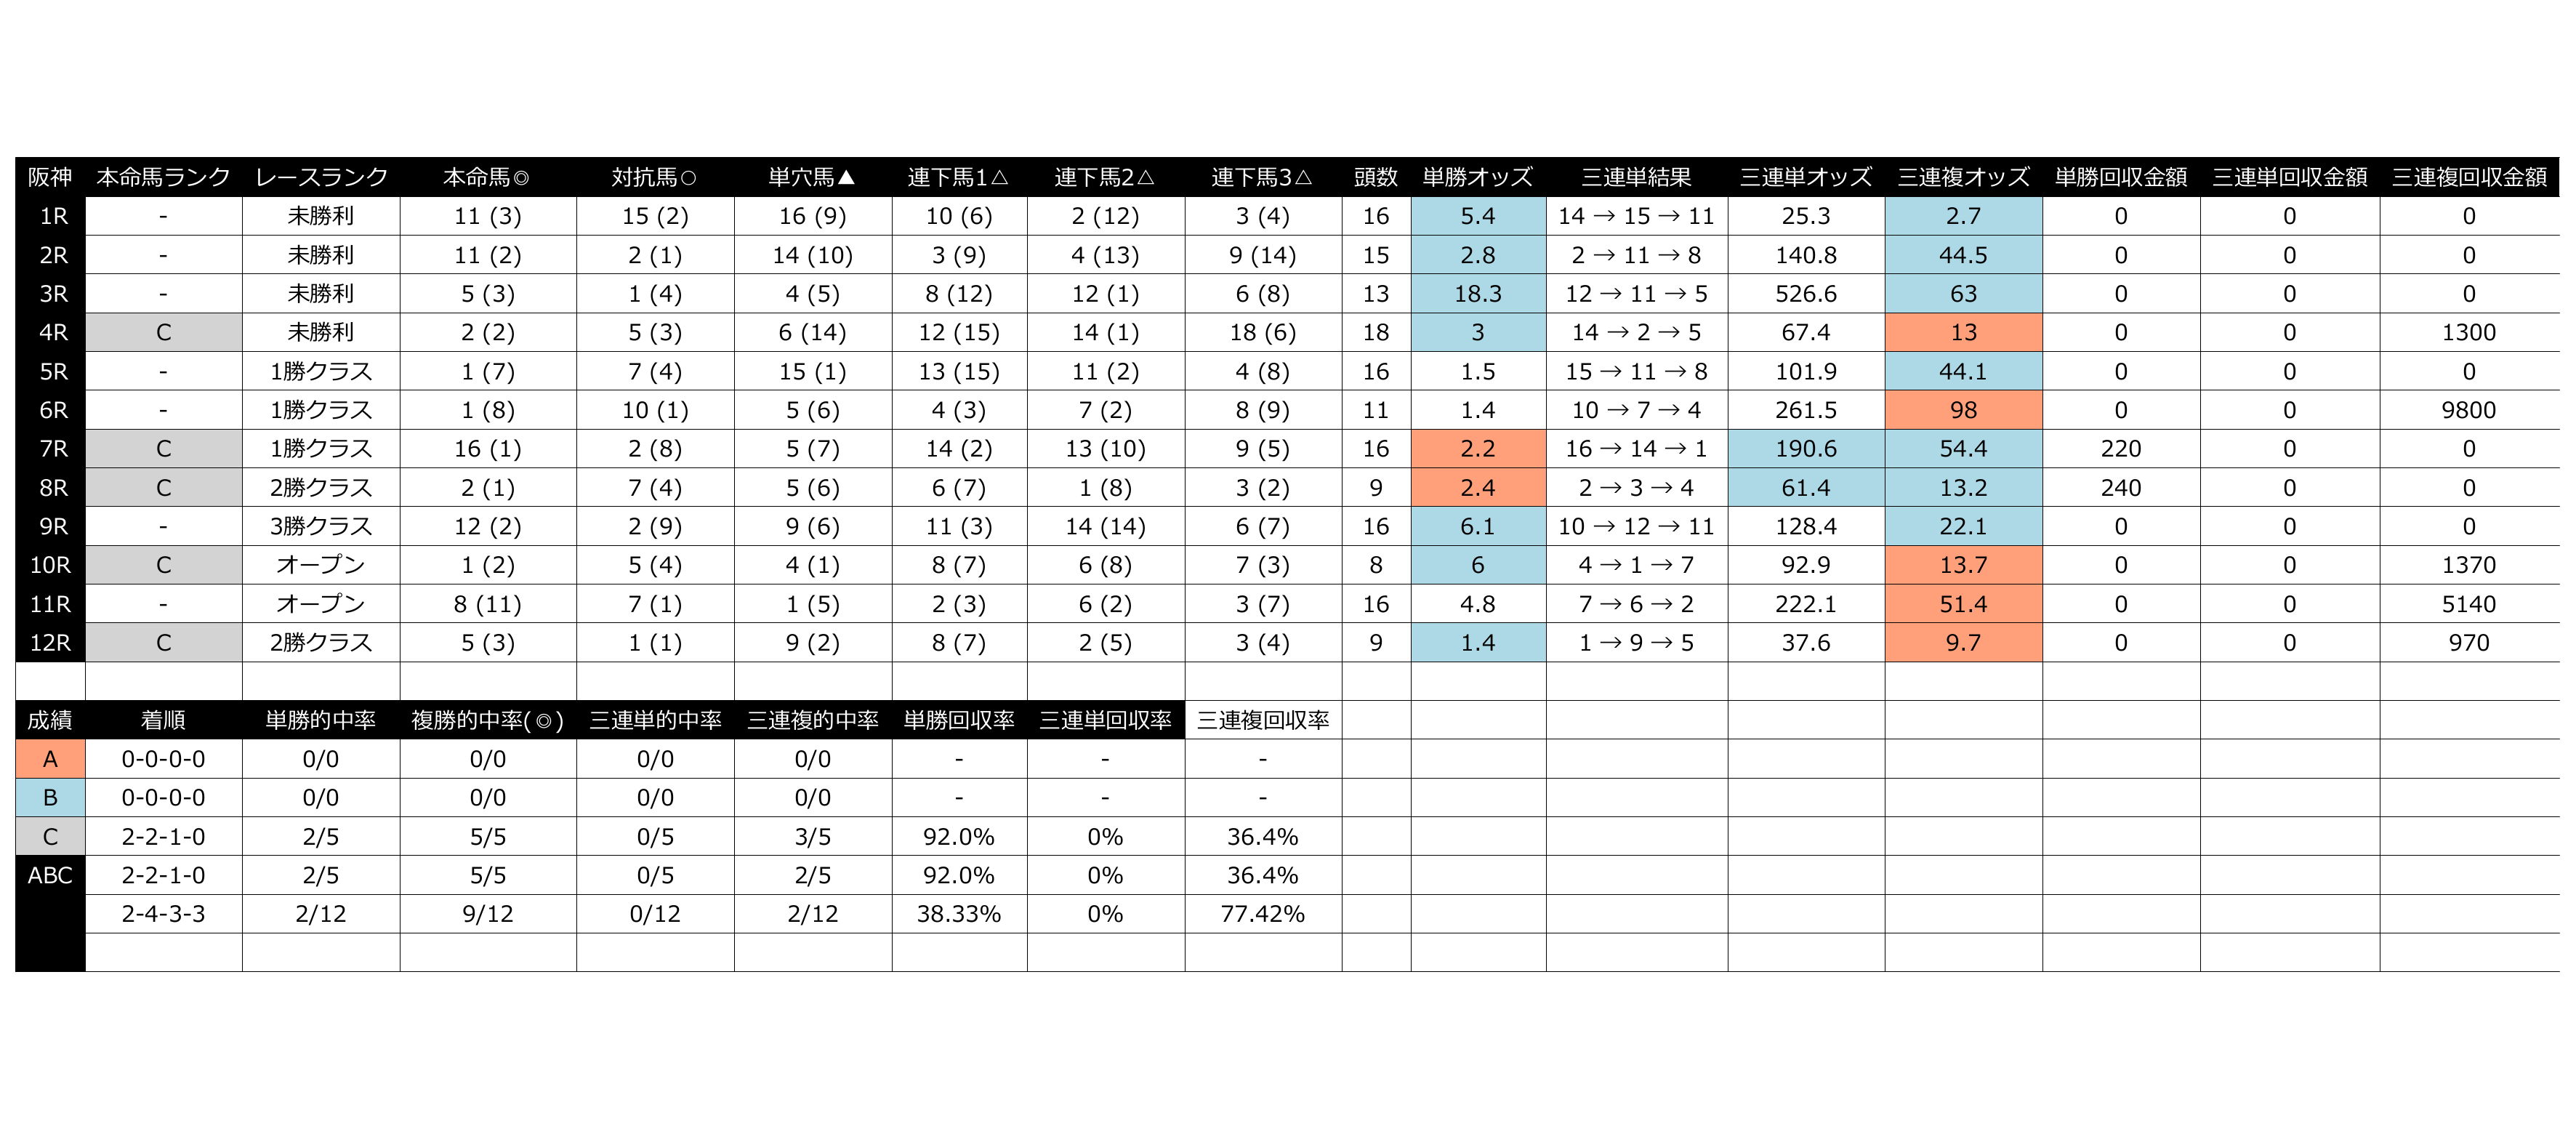 阪神 本命馬ランク レースランク 本命馬◎ 対抗馬○ 単穴馬▲ 連下馬1△ 連下馬2△ 連下馬3△ 頭数 単勝オッズ 三連単結果 三連単オッズ 三連複オッズ 単勝回収金額 三連単回収金額 三連複回収金額
1R - 未勝利 11 (3) 15 (2) 16 (9) 10 (6) 2 (12) 3 (4) 16 5.4 14 → 15 → 11 25.3 2.7 0 0 0
2R - 未勝利 11 (2) 2 (1) 14 (10) 3 (9) 4 (13) 9 (14) 15 2.8 2 → 11 → 8 140.8 44.5 0 0 0
3R - 未勝利 5 (3) 1 (4) 4 (5) 8 (12) 12 (1) 6 (8) 13 18.3 12 → 11 → 5 526.6 63 0 0 0
4R C 未勝利 2 (2) 5 (3) 6 (14) 12 (15) 14 (1) 18 (6) 18 3 14 → 2 → 5 67.4 13 0 0 1300
5R - 1勝クラス 1 (7) 7 (4) 15 (1) 13 (15) 11 (2) 4 (8) 16 1.5 15 → 11 → 8 101.9 44.1 0 0 0
6R - 1勝クラス 1 (8) 10 (1) 5 (6) 4 (3) 7 (2) 8 (9) 11 1.4 10 → 7 → 4 261.5 98 0 0 9800
7R C 1勝クラス 16 (1) 2 (8) 5 (7) 14 (2) 13 (10) 9 (5) 16 2.2 16 → 14 → 1 190.6 54.4 220 0 0
8R C 2勝クラス 2 (1) 7 (4) 5 (6) 6 (7) 1 (8) 3 (2) 9 2.4 2 → 3 → 4 61.4 13.2 240 0 0
9R - 3勝クラス 12 (2) 2 (9) 9 (6) 11 (3) 14 (14) 6 (7) 16 6.1 10 → 12 → 11 128.4 22.1 0 0 0
10R C オープン 1 (2) 5 (4) 4 (1) 8 (7) 6 (8) 7 (3) 8 6 4 → 1 → 7 92.9 13.7 0 0 1370
11R - オープン 8 (11) 7 (1) 1 (5) 2 (3) 6 (2) 3 (7) 16 4.8 7 → 6 → 2 222.1 51.4 0 0 5140
12R C 2勝クラス 5 (3) 1 (1) 9 (2) 8 (7) 2 (5) 3 (4) 9 1.4 1 → 9 → 5 37.6 9.7 0 0 970
成績 着順 単勝的中率 複勝的中率(◎) 三連単的中率 三連複的中率 単勝回収率 三連単回収率 三連複回収率
A 0-0-0-0 0/0 0/0 0/0 0/0 - - -
B 0-0-0-0 0/0 0/0 0/0 0/0 - - -
C 2-2-1-0 2/5 5/5 0/5 3/5 92.0% 0% 36.4%
ABC 2-2-1-0 2/5 5/5 0/5 2/5 92.0% 0% 36.4%
2-4-3-3 2/12 9/12 0/12 2/12 38.33% 0% 77.42%